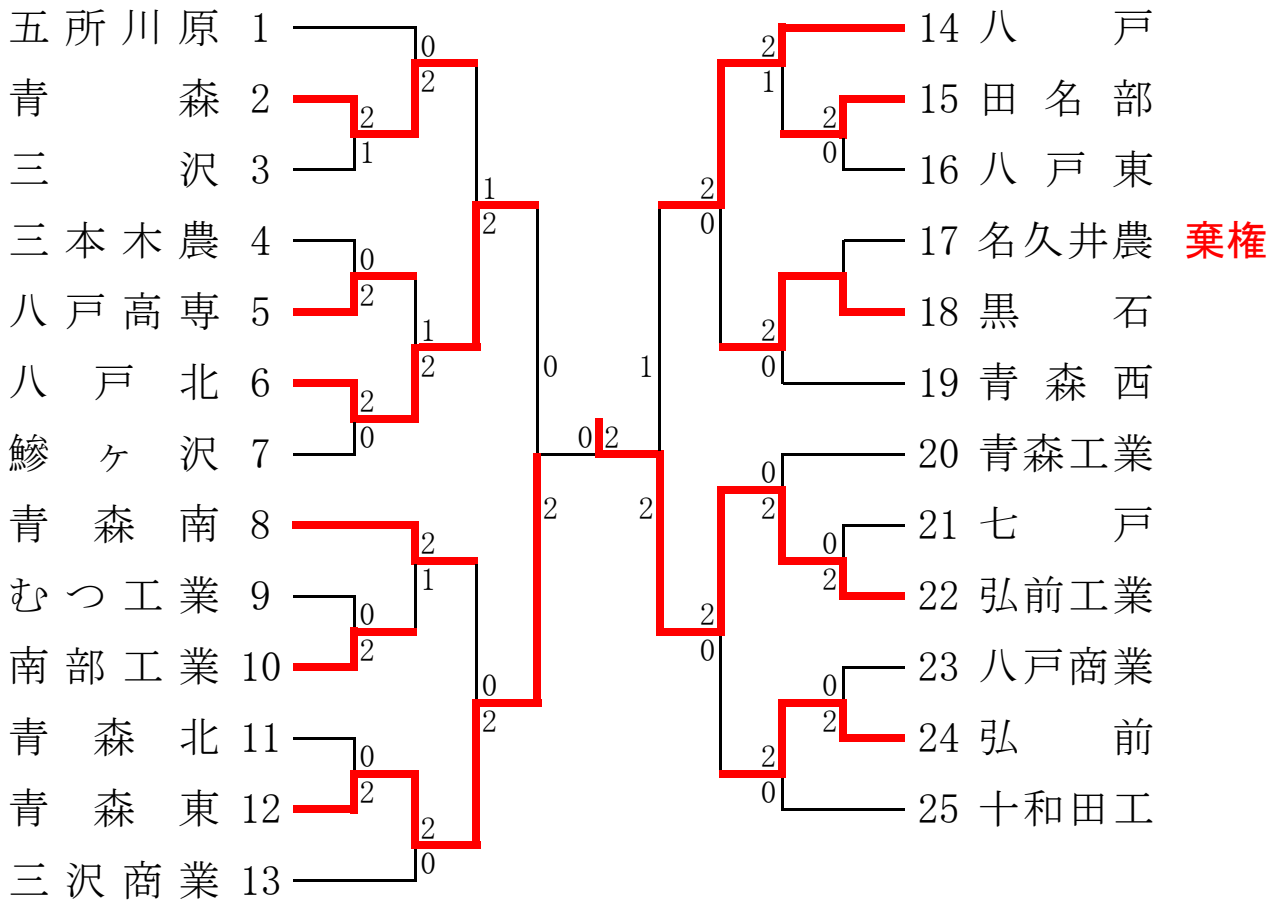 五所川原 1
青森 2
三沢 3
三本木農 4
八戸高専 5
八戸北 6
鰺ヶ沢 7
青森南 8
むつ工業 9
南部工業 10
青森北 11
青森東 12
三沢商業 13
0
2
2
1
1
2
0
2
1
2
2
0
0
2
1
0
2
0
2
0
2
0
2
2
0
0 2
14 八戸
15 田名部
16 八戸東
17 名久井農 棄権
18 黒石
19 青森西
20 青森工業
21 七戸
22 弘前工業
23 八戸商業
24 弘前
25 十和田工
2
1
2
0
2
0
2
0
1
2
0
2
0
2
2
0
0
2
2
0